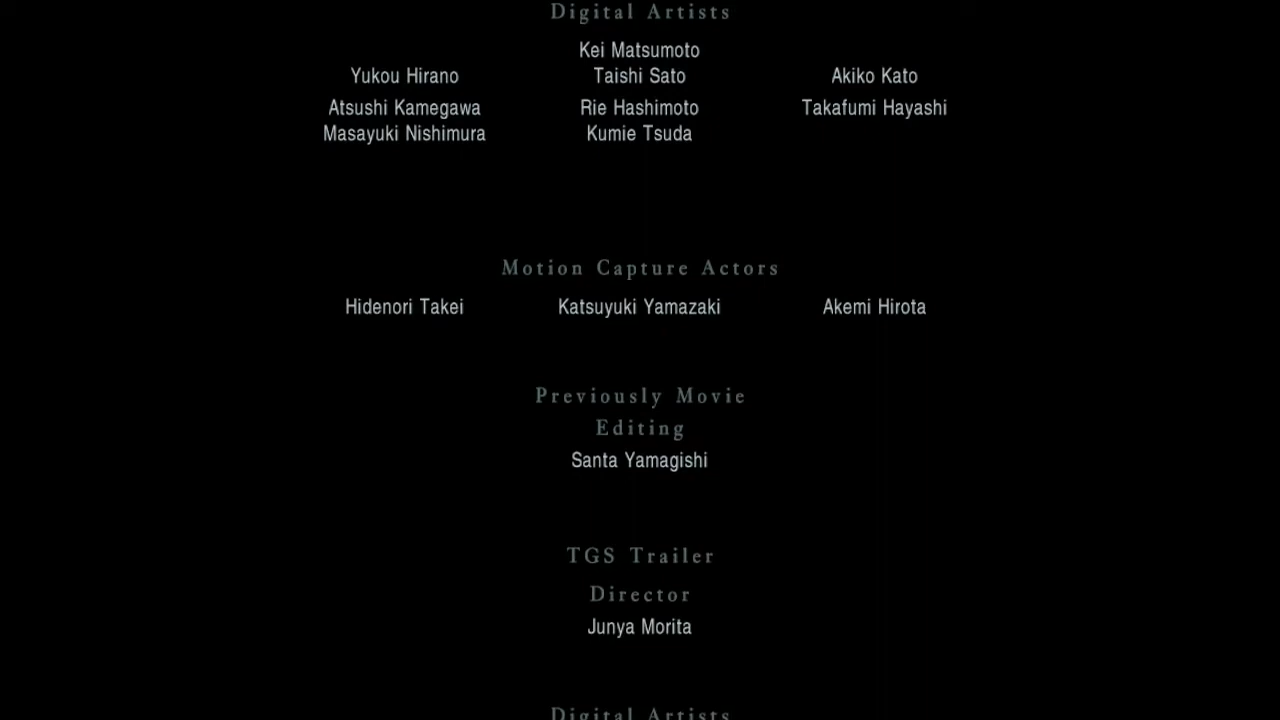 Digital Artists
Kei Matsumoto
Yukou Hirano Taishi Sato Akiko Kato
Atsushi Kamegawa Rie Hashimoto Takafumi Hayashi
Masayuki Nishimura Kumie Tsuda
Motion Capture Actors
Hidenori Takei Katsuyuki Yamazaki Akemi Hirota
Previously Movie
Editing
Santa Yamagishi
TGS Trailer
Director
Junya Morita
Digital Artists